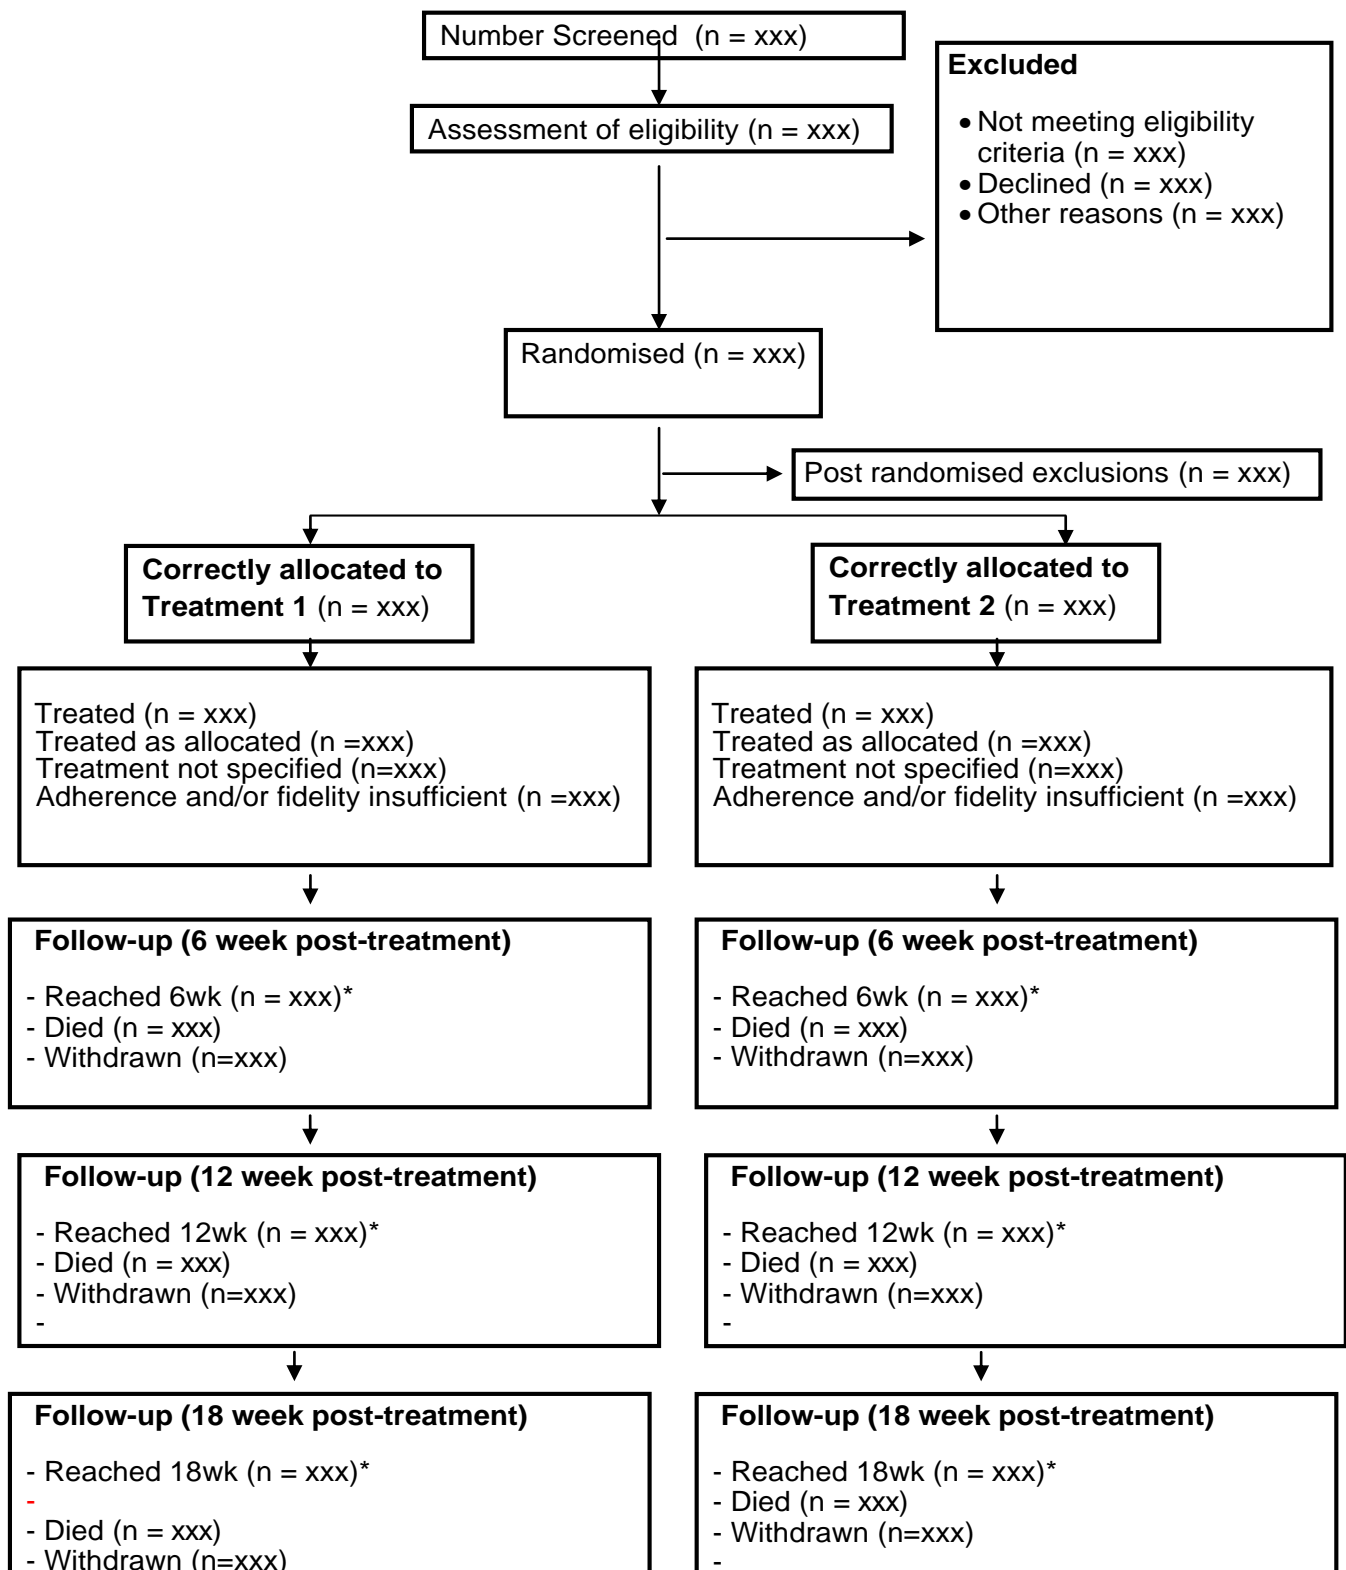 Number Screened  (n = xxx)
Excluded
• Not meeting eligibility
criteria (n = xxx)
• Declined (n = xxx)
• Other reasons (n = xxx)
Assessment of eligibility (n = xxx)
Randomised (n = xxx)
Post randomised exclusions (n = xxx)
Correctly allocated to
Treatment 1 (n = xxx)
Correctly allocated to
Treatment 2 (n = xxx)
Treated (n = xxx)
Treated as allocated (n =xxx)
Treatment not specified (n=xxx)
Adherence and/or fidelity insufficient (n =xxx)
Treated (n = xxx)
Treated as allocated (n =xxx)
Treatment not specified (n=xxx)
Adherence and/or fidelity insufficient (n =xxx)
Follow-up (6 week post-treatment)
- Reached 6wk (n = xxx)*
- Died (n = xxx)
- Withdrawn (n=xxx)
Follow-up (6 week post-treatment)
- Reached 6wk (n = xxx)*
- Died (n = xxx)
- Withdrawn (n=xxx)
Follow-up (12 week post-treatment)
- Reached 12wk (n = xxx)*
- Died (n = xxx)
- Withdrawn (n=xxx)
-
Follow-up (12 week post-treatment)
- Reached 12wk (n = xxx)*
- Died (n = xxx)
- Withdrawn (n=xxx)
-
Follow-up (18 week post-treatment)
- Reached 18wk (n = xxx)*
-
- Died (n = xxx)
- Withdrawn (n=xxx)
Follow-up (18 week post-treatment)
- Reached 18wk (n = xxx)*
- Died (n = xxx)
- Withdrawn (n=xxx)
-